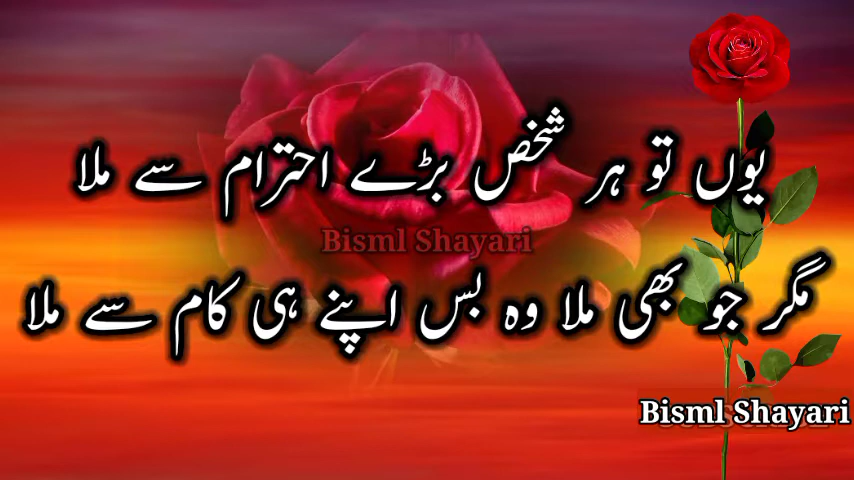 یوں تو ہر شخص بڑے احترام سے ملا
Bisml Shayari
مگر جو بھی ملا وہ بس اپنے ہی کام سے ملا
Bisml Shayari